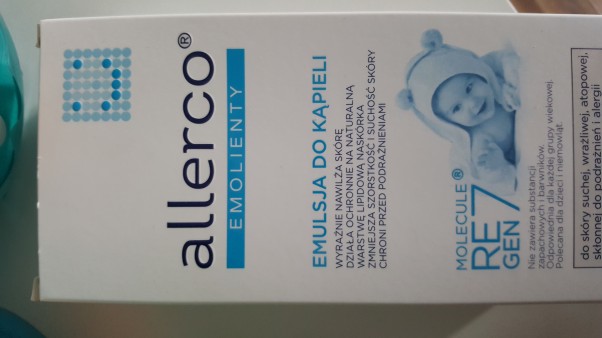 allerco®
EMOLIENTY
EMULSJA DO KĄPIELI
WYRAŹNIE NAWILŻA SKÓRĘ
DZIAŁA OCHRONNIE NA NATURALNĄ
WARSTWĘ LIPIDOWĄ NASKÓRKA
ZMNIEJSZA SZORSTKOŚĆ I SUCHOŚĆ SKÓRY
CHRONI PRZED PODRAŻNIENIAMI
MOLECULE®
RE7
GEN
Nie zawiera substancji
zapachowych i barwników.
Odpowiednia dla każdej grupy wiekowej.
Polecana dla dzieci i niemowląt.
do skóry suchej, wrażliwej, atopowej,
skłonnej do podrażnień i alergii